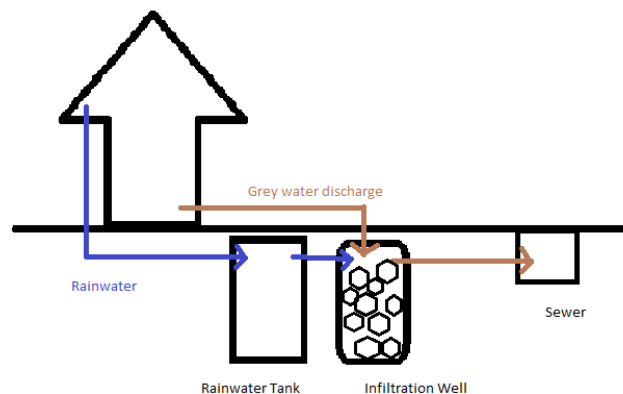 Grey water discharge
Rainwater
Sewer
Rainwater Tank
Infiltration Well